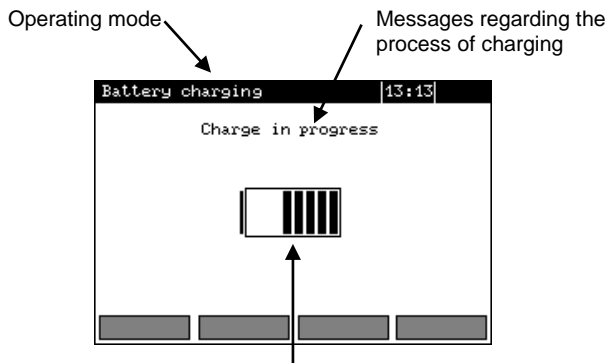 Operating mode
Messages regarding the
process of charging
Battery charging 13:13
Charge in progress